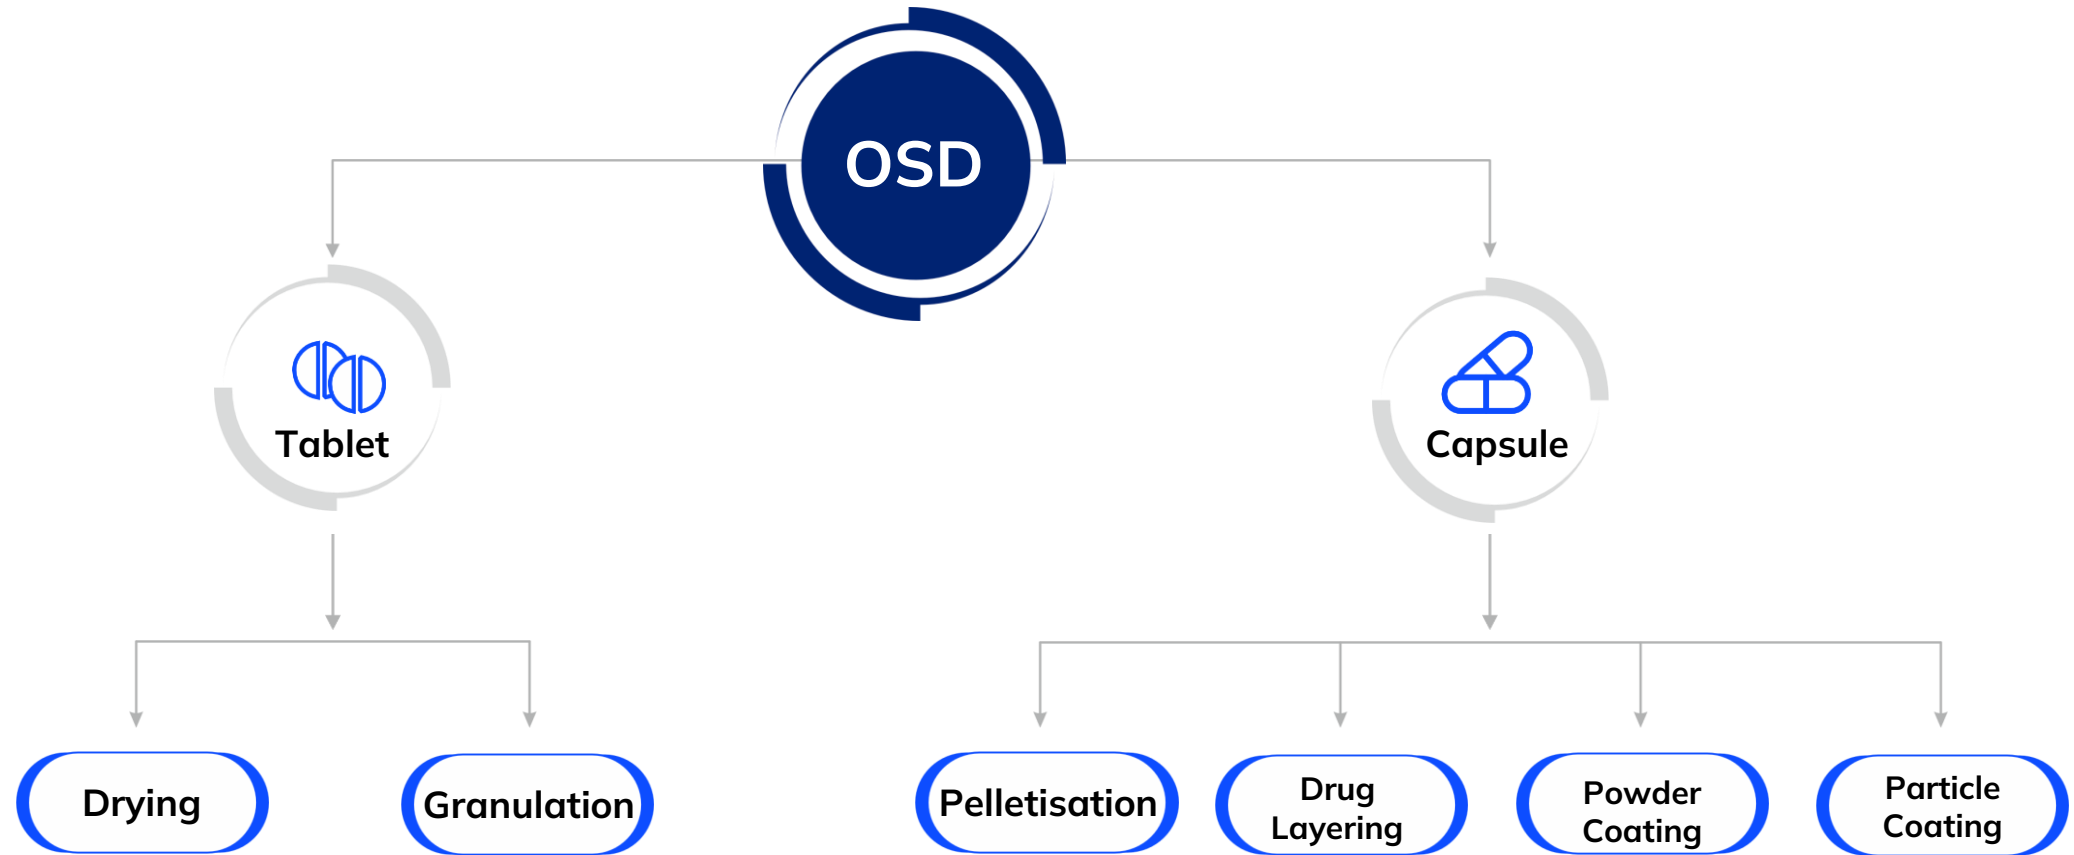 OSD
Tablet
Capsule
Drying
Granulation
Pelletisation
Drug
Layering
Powder
Coating
Particle
Coating